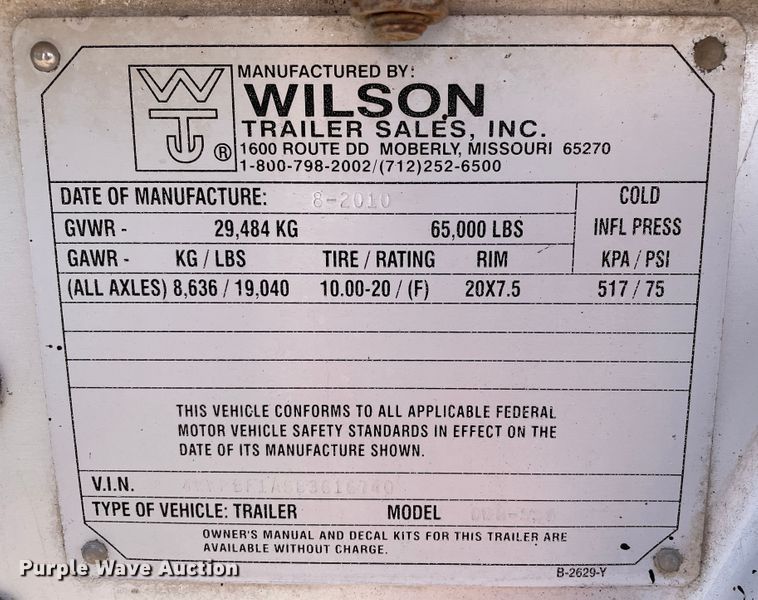 WTJ ®
MANUFACTURED BY:
WILSON
TRAILER SALES, INC.
1600 ROUTE DD MOBERLY, MISSOURI 65270
1-800-798-2002/(712)252-6500
DATE OF MANUFACTURE: 8-2010 COLD
GVWR - 29,484 KG 65,000 LBS INFL PRESS
GAWR - KG / LBS TIRE / RATING RIM KPA / PSI
(ALL AXLES) 8,636 / 19,040 10.00-20 / (F) 20X7.5 517 / 75
THIS VEHICLE CONFORMS TO ALL APPLICABLE FEDERAL
MOTOR VEHICLE SAFETY STANDARDS IN EFFECT ON THE
DATE OF ITS MANUFACTURE SHOWN.
V.I.N.
TYPE OF VEHICLE: TRAILER MODEL
OWNER'S MANUAL AND DECAL KITS FOR THIS TRAILER ARE
AVAILABLE WITHOUT CHARGE.
B-2629-Y
Purple Wave Auction